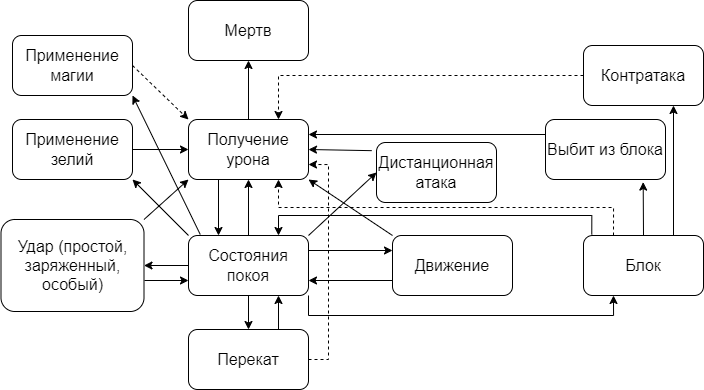 Мертв
Применение
магии
Контратака
Применение
зелий
Получение
урона
Дистанционная
атака
Выбит из блока
Удар (простой,
заряженный,
особый)
Состояния
покоя
Движение
Блок
Перекат